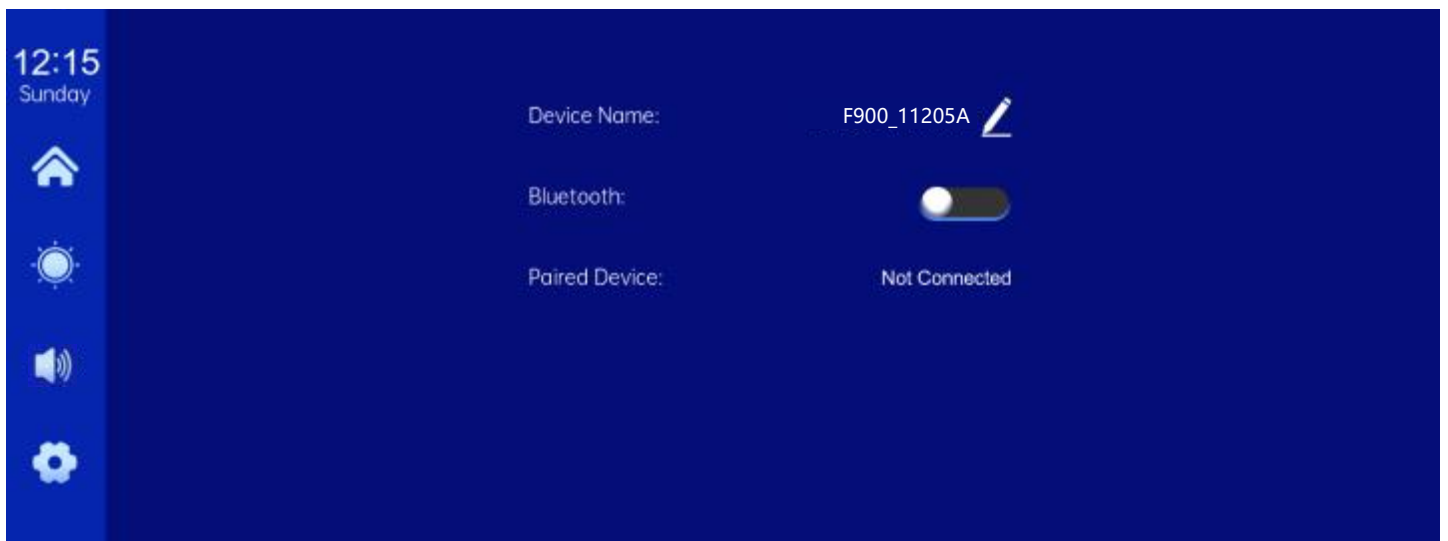 12:15
Sunday
Device Name: F900_11205A
Bluetooth:
Paired Device: Not Connected